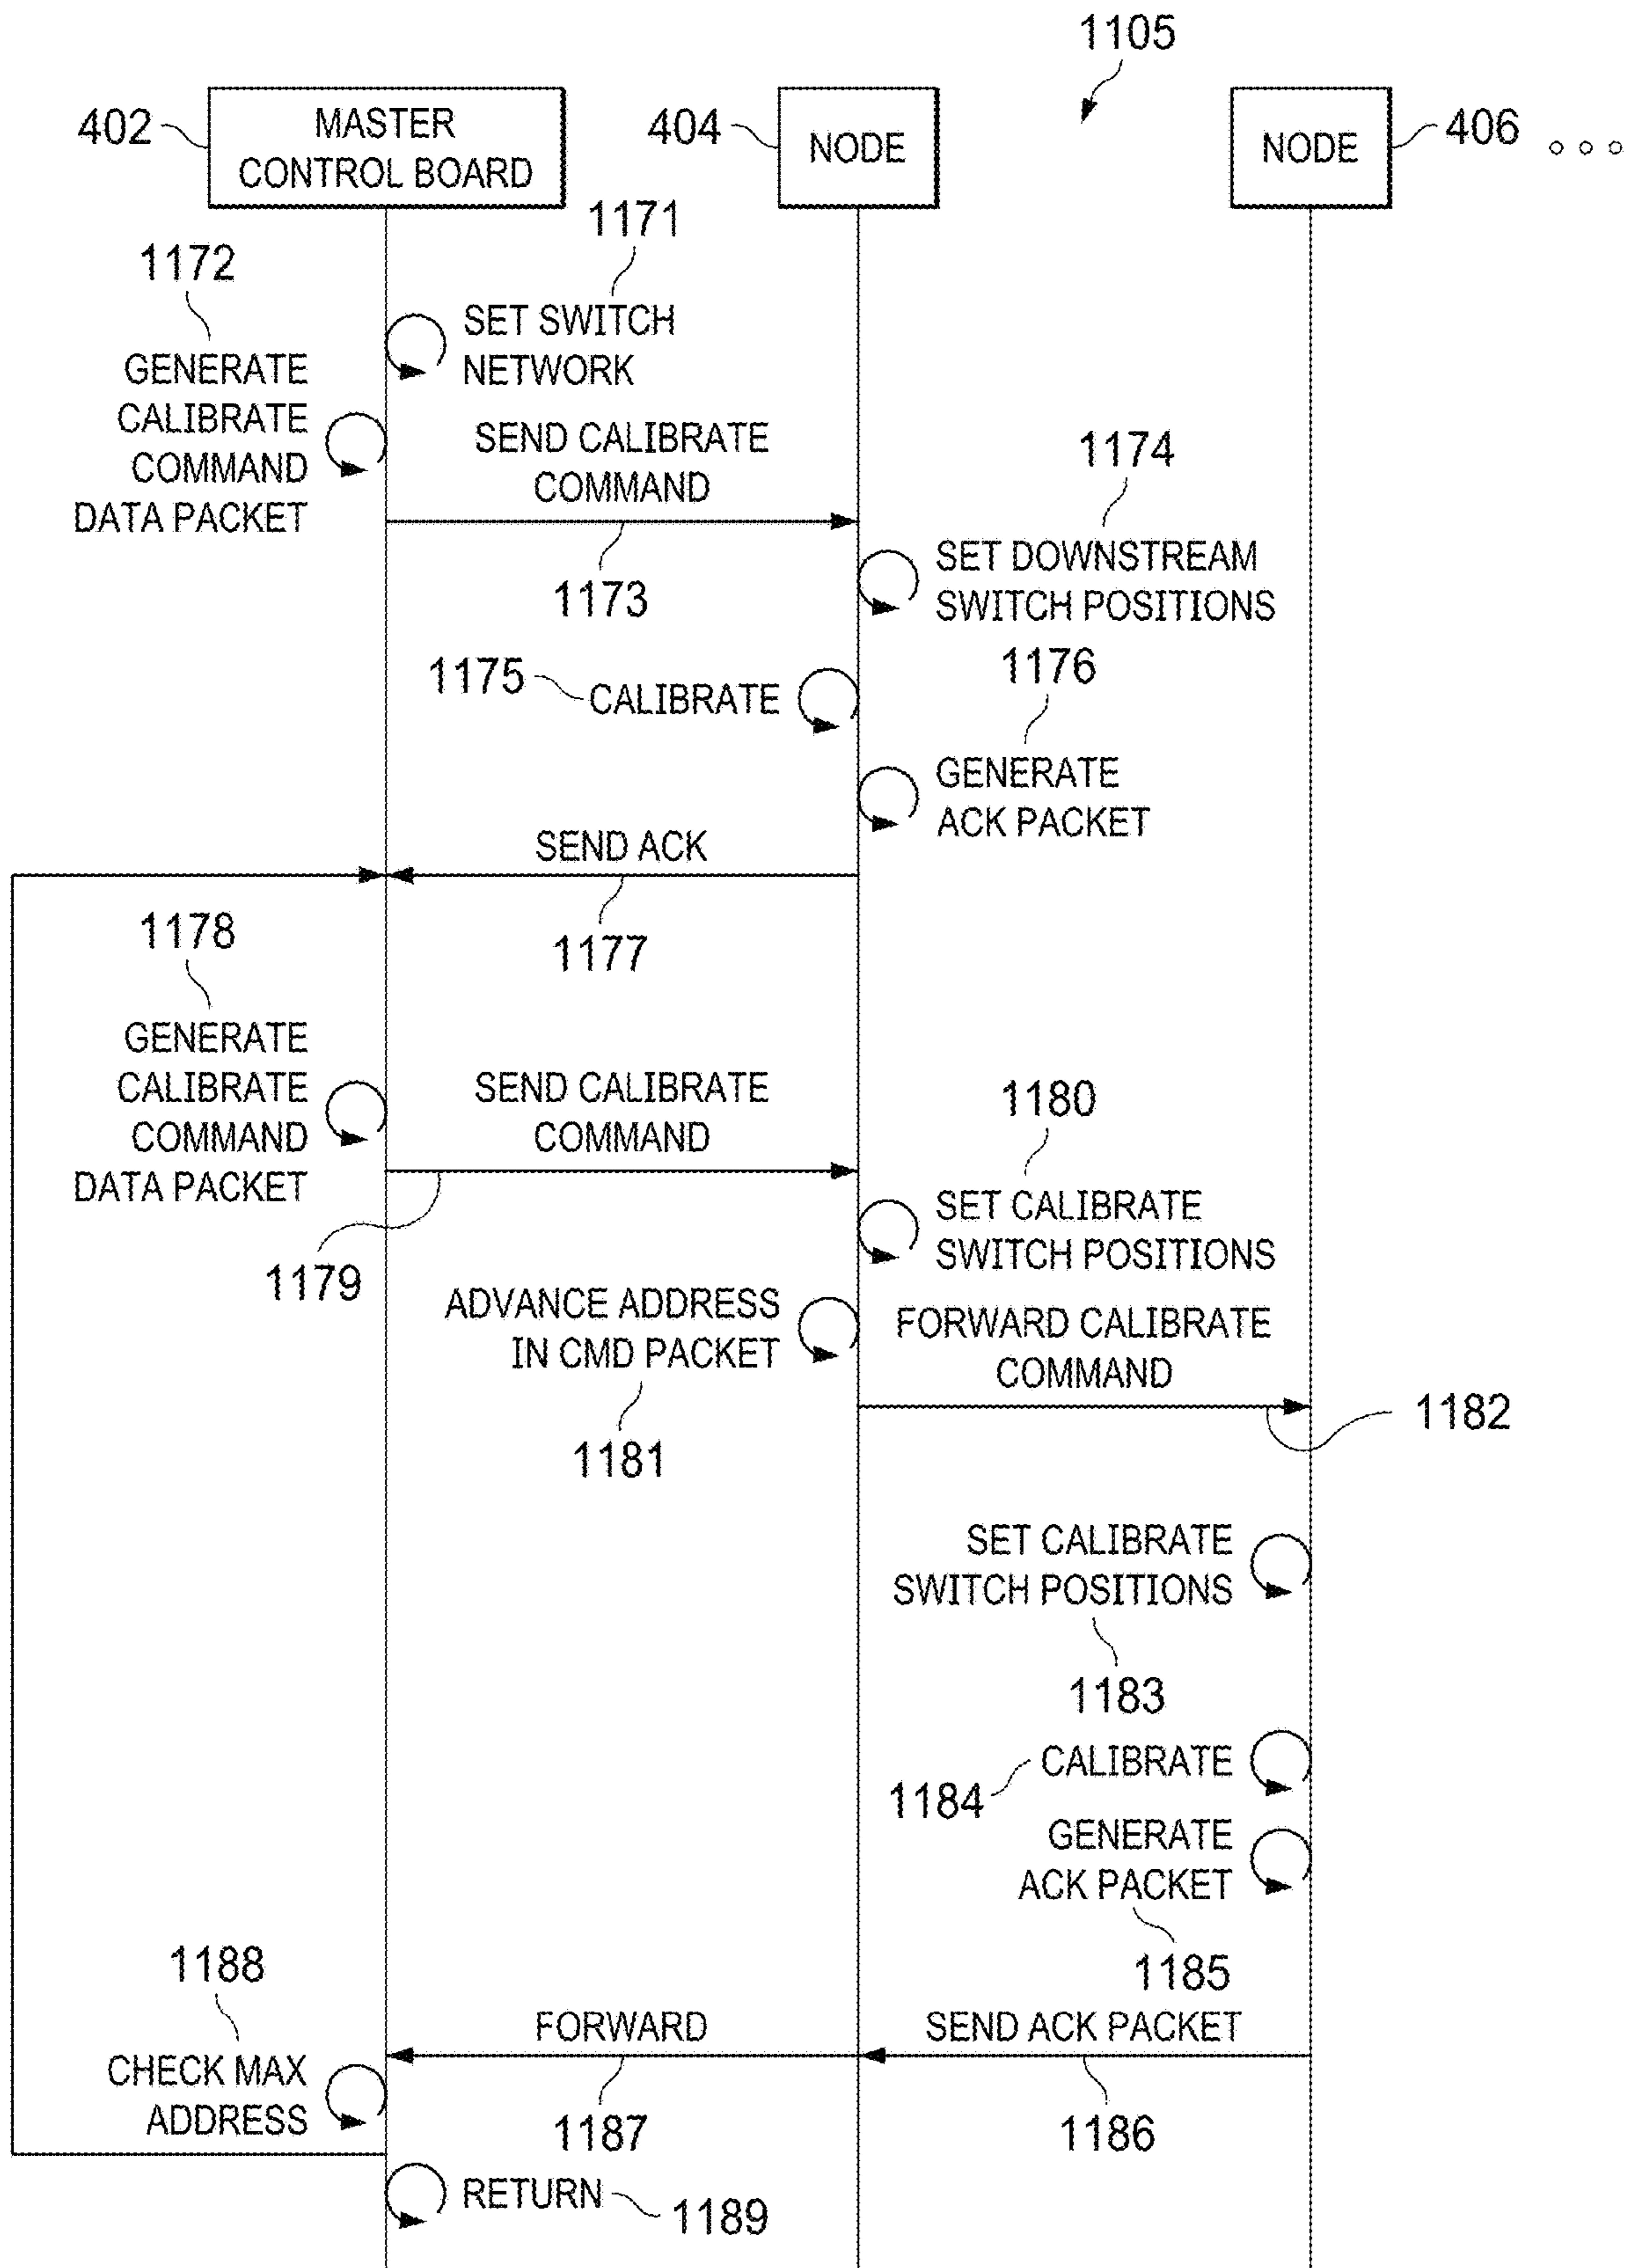 1105
402
MASTER
CONTROL BOARD
404
NODE
NODE
406
1171
1172
SET SWITCH
NETWORK
GENERATE
CALIBRATE
COMMAND
DATA PACKET
SEND CALIBRATE
COMMAND
1174
1173
SET DOWNSTREAM
SWITCH POSITIONS
1175
CALIBRATE
1176
GENERATE
ACK PACKET
SEND ACK
1177
1178
GENERATE
CALIBRATE
COMMAND
DATA PACKET
SEND CALIBRATE
COMMAND
1180
1179
SET CALIBRATE
SWITCH POSITIONS
ADVANCE ADDRESS
IN CMD PACKET
1181
FORWARD CALIBRATE
COMMAND
1182
SET CALIBRATE
SWITCH POSITIONS
1183
CALIBRATE
1184
GENERATE
ACK PACKET
1185
1188
FORWARD
SEND ACK PACKET
CHECK MAX
ADDRESS
1187
1186
RETURN
1189